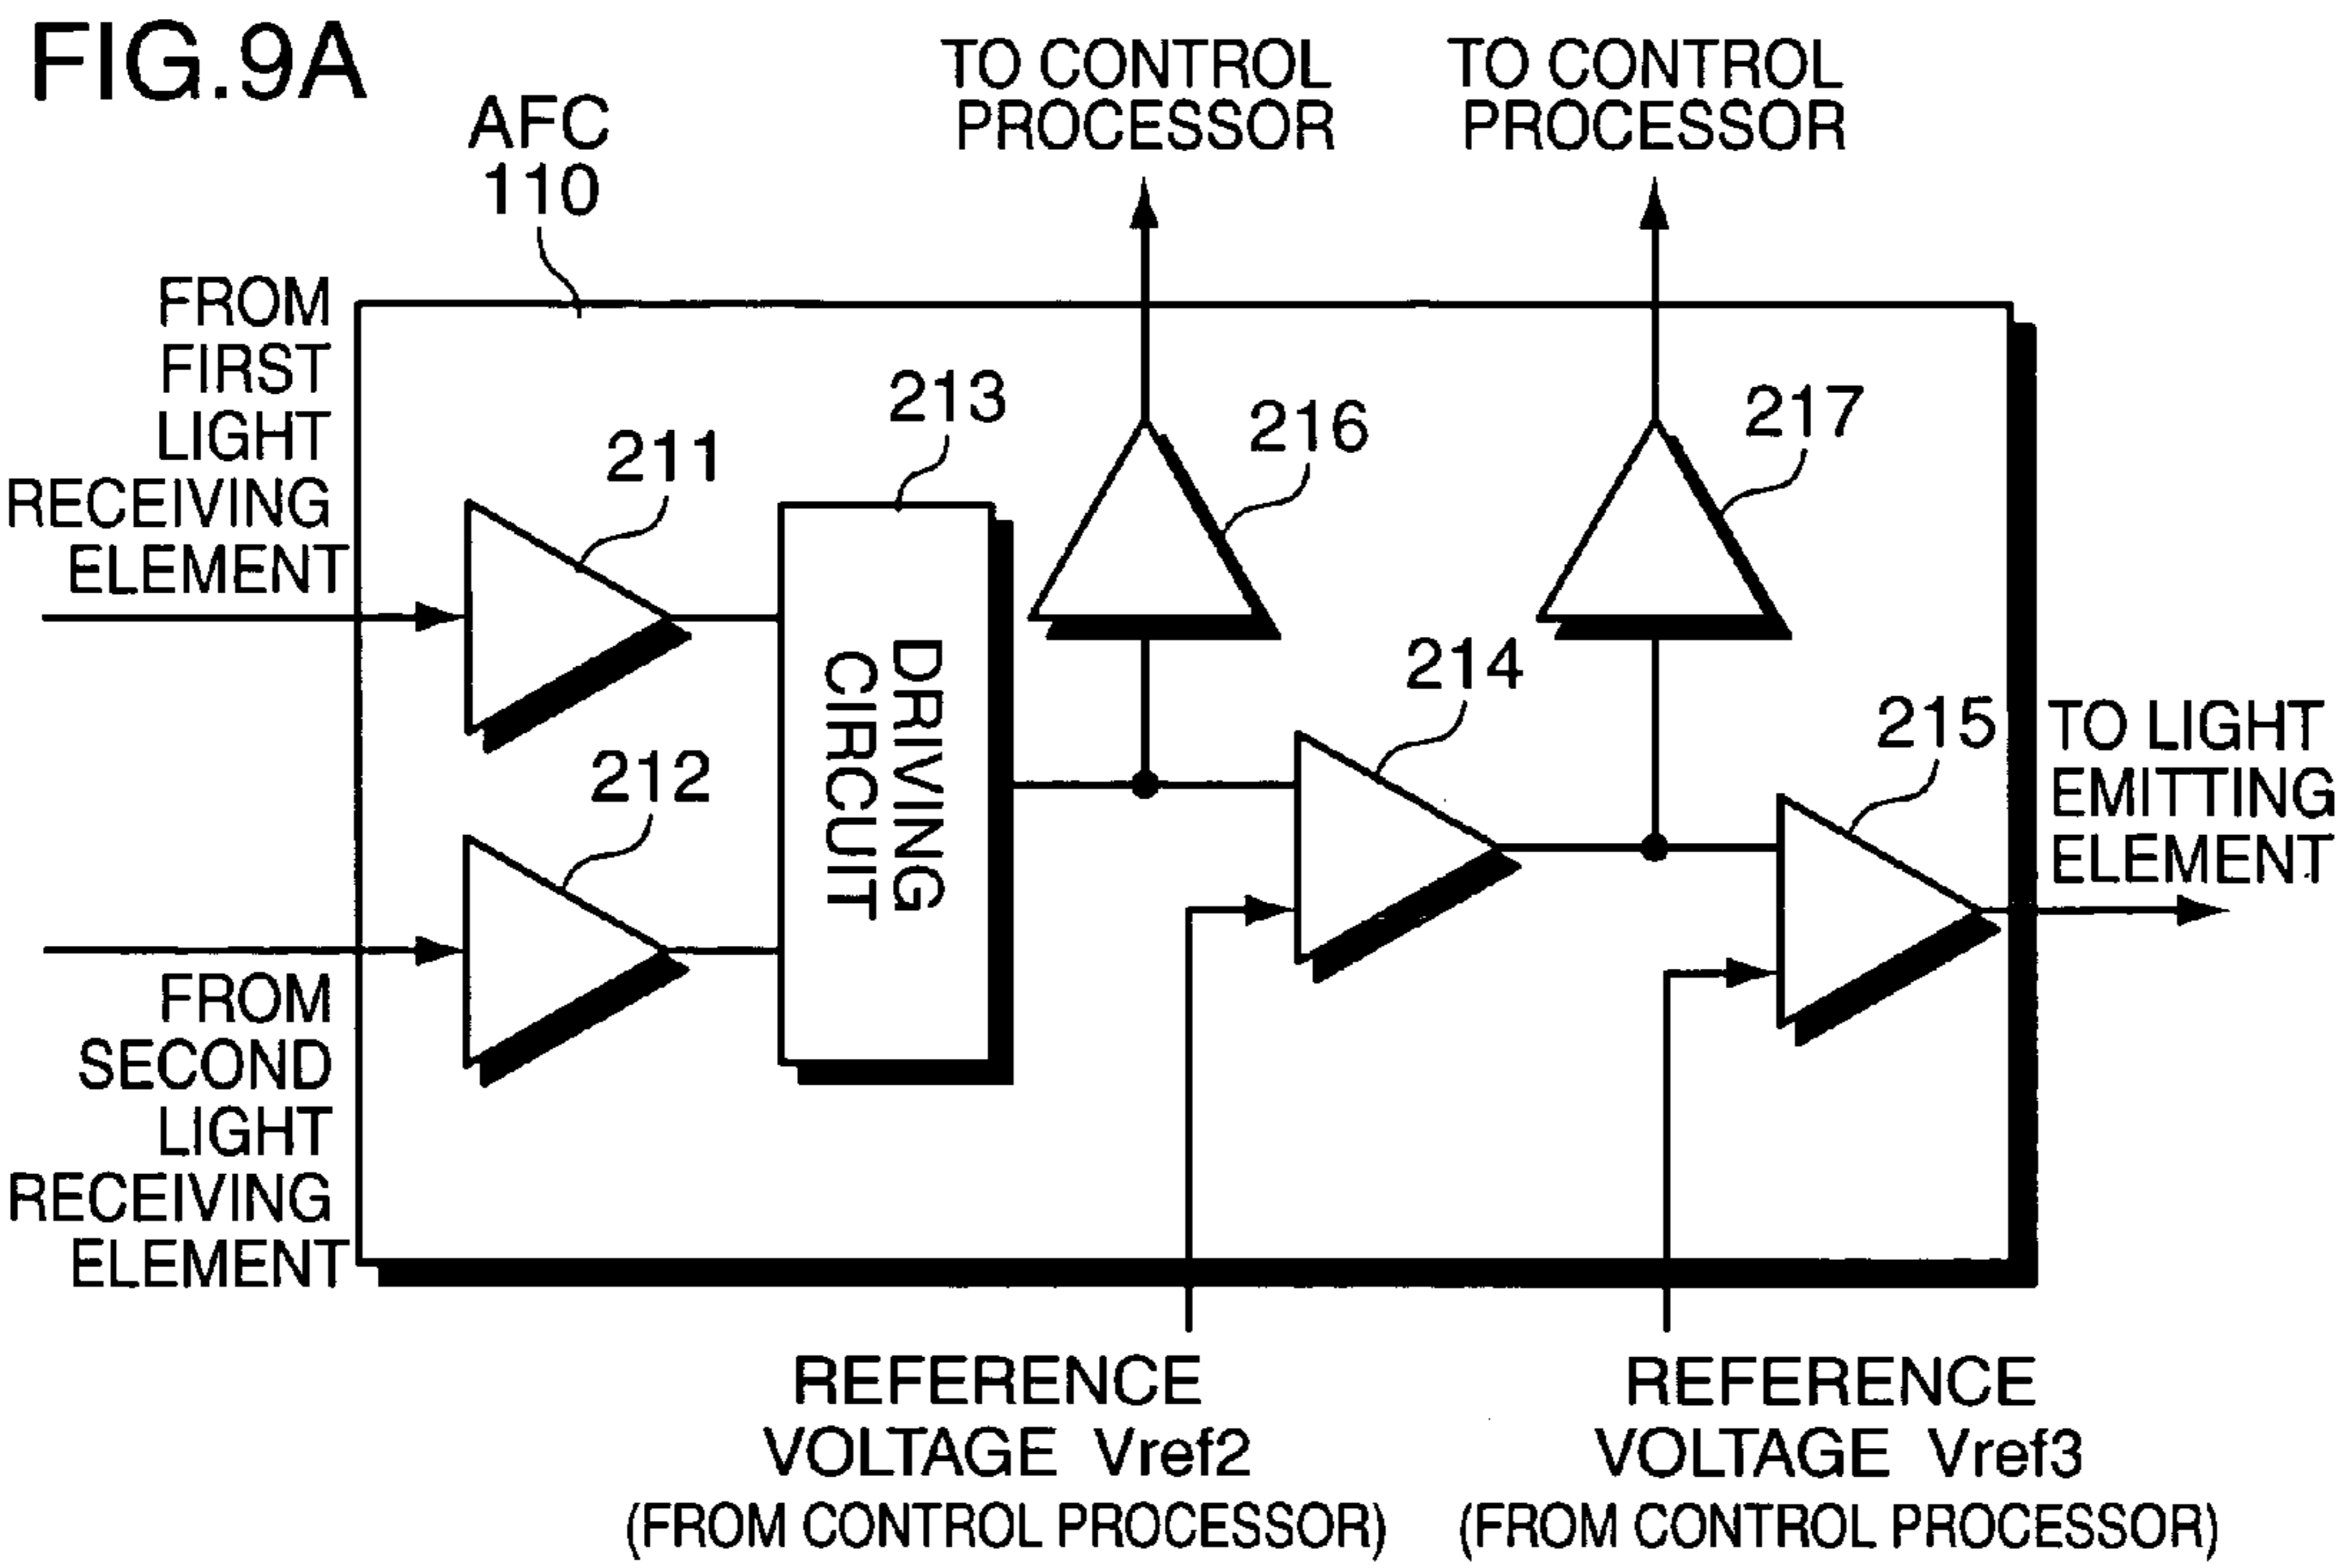 FIG.9A
AFC
110
TO CONTROL
PROCESSOR
TO CONTROL
PROCESSOR
FROM
FIRST
LIGHT
RECEIVING
ELEMENT
211
213
216
217
212
DRIVING
CIRCUIT
214
215
TO LIGHT
EMITTING
ELEMENT
FROM
SECOND
LIGHT
RECEIVING
ELEMENT
REFERENCE
VOLTAGE Vref2
(FROM CONTROL PROCESSOR)
REFERENCE
VOLTAGE Vref3
(FROM CONTROL PROCESSOR)